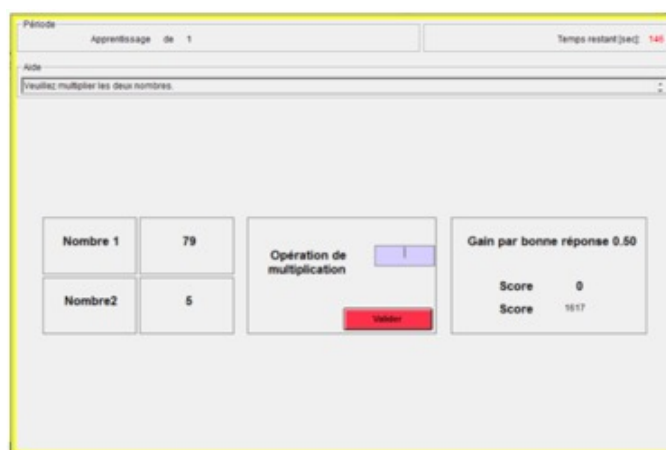 Période
Apprentissage de 1
Temps restant [sec]: 146
Aide
Veuillez multiplier les deux nombres.
Nombre 1
79
Nombre2
5
Opération de
multiplication
Valider
Gain par bonne réponse 0.50
Score 0
Score 1617